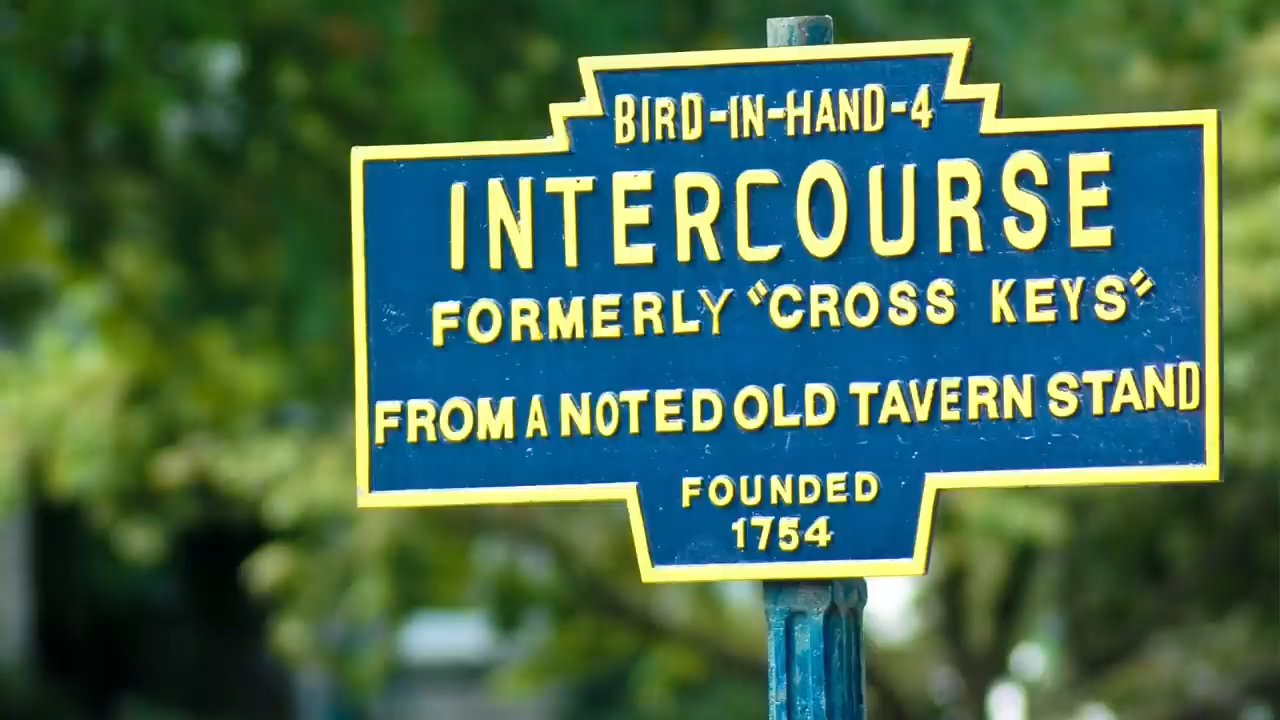 BIRD-IN-HAND-4
INTERCOURSE
FORMERLY "CROSS KEYS"
FROM A NOTED OLD TAVERN STAND
FOUNDED
1754